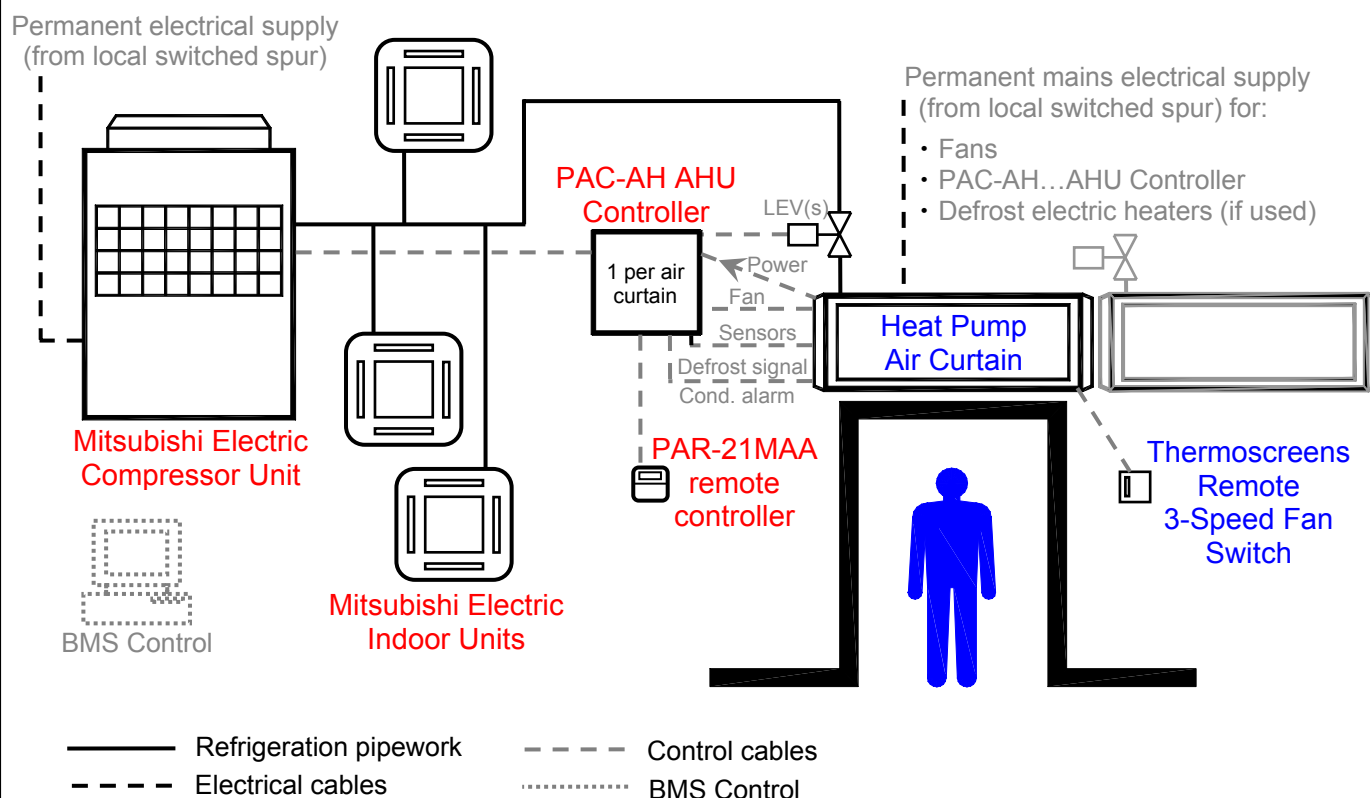 Permanent electrical supply
(from local switched spur)
Permanent mains electrical supply
(from local switched spur) for:
· Fans
· PAC-AH…AHU Controller
· Defrost electric heaters (if used)
PAC-AH AHU
Controller
LEV(s)
1 per air
curtain
Power
Fan
Sensors
Defrost signal
Cond. alarm
Heat Pump
Air Curtain
Mitsubishi Electric
Compressor Unit
PAR-21MAA
remote
controller
Thermoscreens
Remote
3-Speed Fan
Switch
BMS Control
Mitsubishi Electric
Indoor Units
Refrigeration pipework
Control cables
Electrical cables
BMS Control